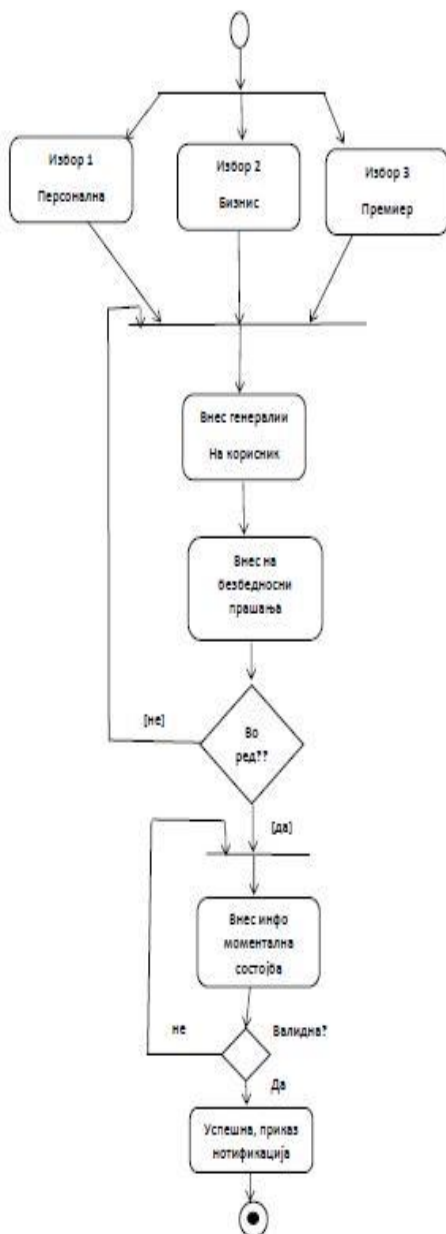 Избор 1
Персонална
Избор 2
Бизнис
Избор 3
Премиер
Внес генералии
На корисник
Внес на
безбедносни
прашања
Во
ред??
[не]
[да]
Внес инфо
моментална
состојба
не
Валидна?
Да
Успешна, приказ
нотификација